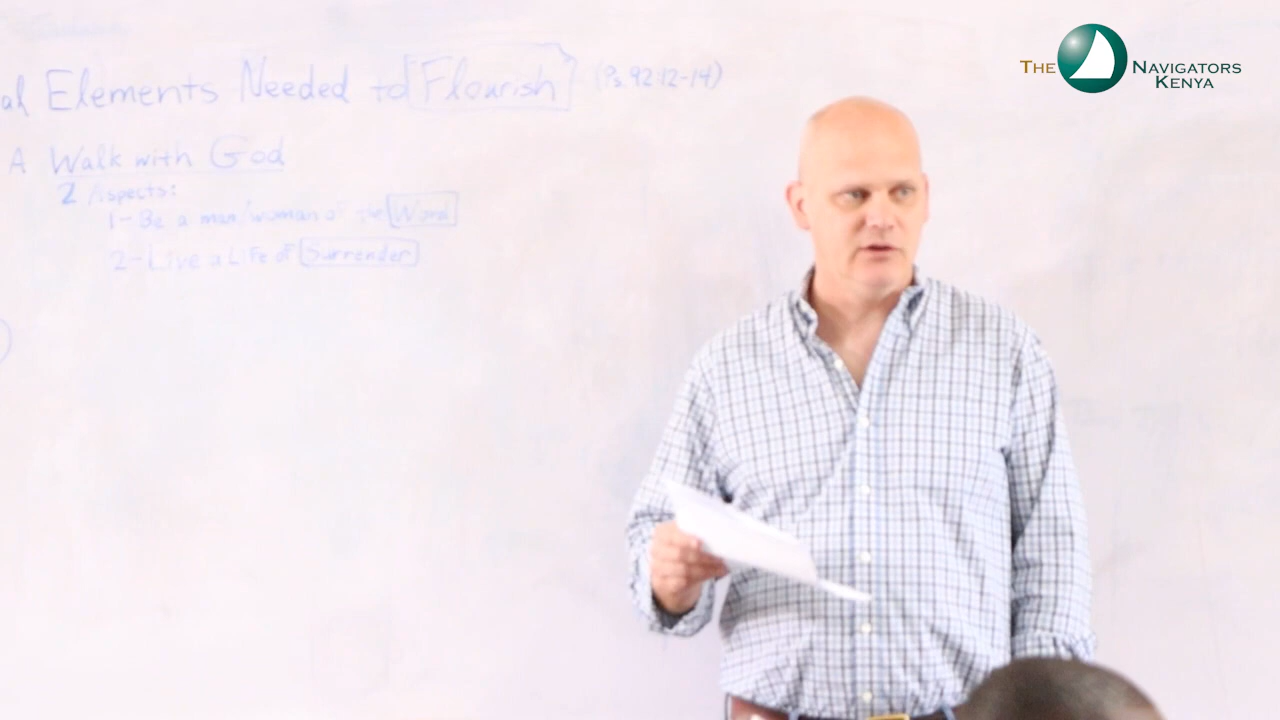 al Elements Needed to Flourish (Ps. 92:12-14)
A Walk with God
2 Aspects:
1- Be a man/woman of the Word
2- Live a Life of Surrender
THE NAVIGATORS
KENYA